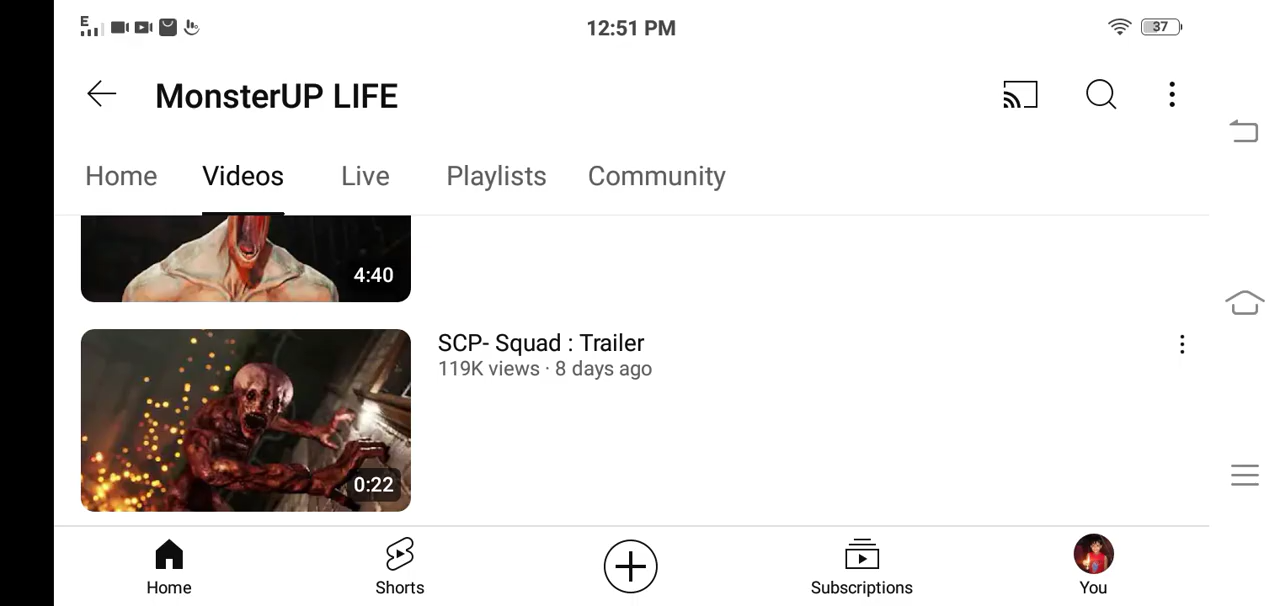 E 12:51 PM 37
MonsterUP LIFE
Home Videos Live Playlists Community
4:40
SCP- Squad : Trailer
119K views · 8 days ago
0:22
Home Shorts Subscriptions You